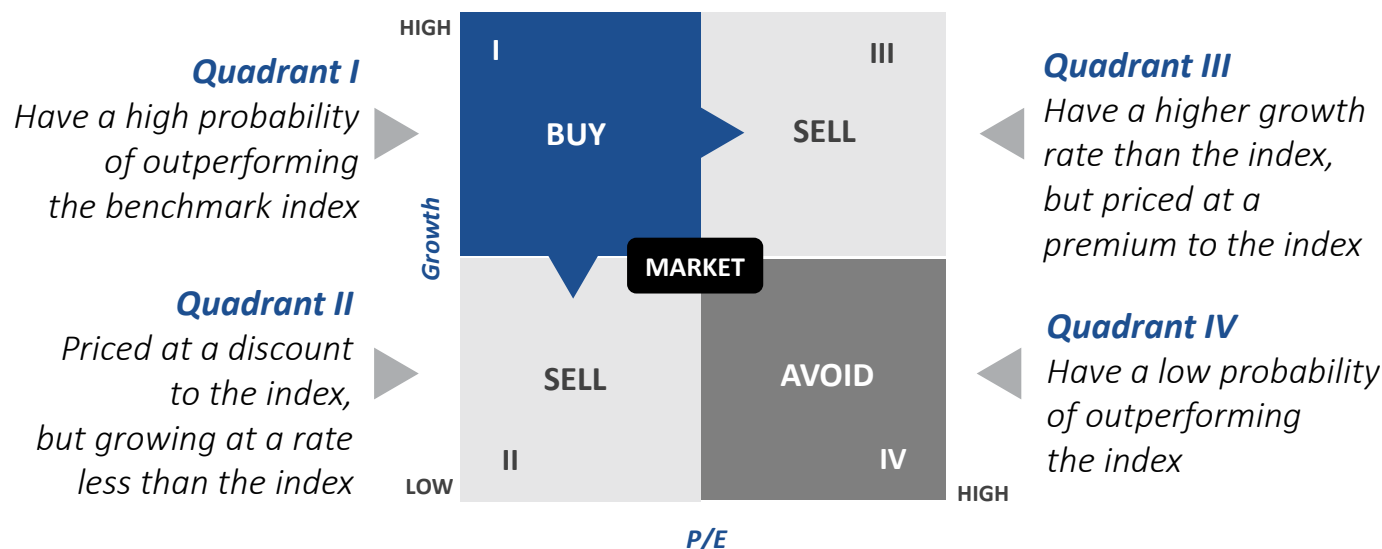 HIGH
I
III
Quadrant I
Have a high probability
of outperforming
the benchmark index
BUY
SELL
Quadrant III
Have a higher growth
rate than the index,
but priced at a
premium to the index
Growth
MARKET
Quadrant II
Priced at a discount
to the index,
but growing at a rate
less than the index
SELL
AVOID
Quadrant IV
Have a low probability
of outperforming
the index
II
IV
LOW
HIGH
P/E